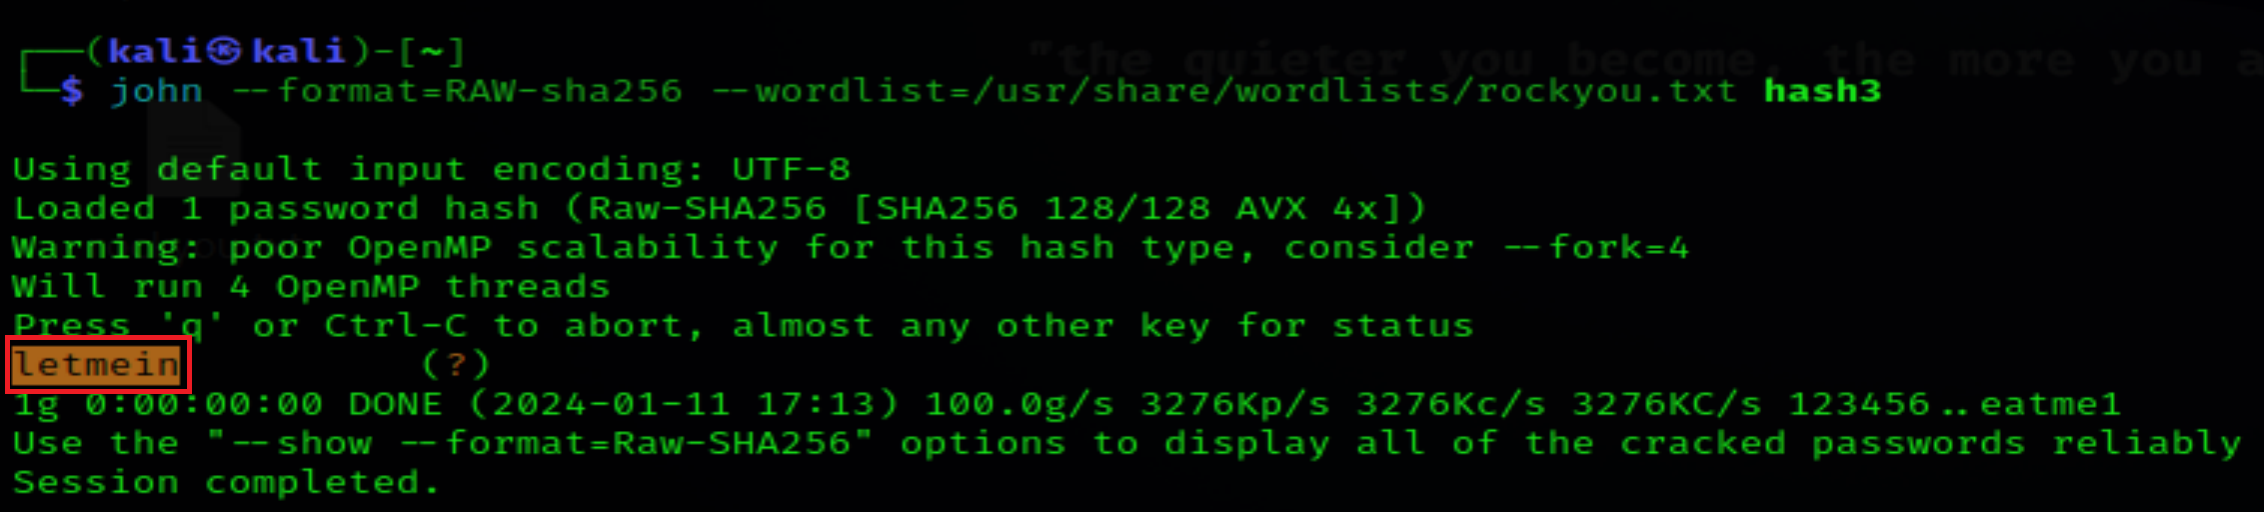 "the quieter you become, the more you a
┌──(kali㉿kali)-[~]
└─$ john --format=RAW-sha256 --wordlist=/usr/share/wordlists/rockyou.txt hash3
Using default input encoding: UTF-8
Loaded 1 password hash (Raw-SHA256 [SHA256 128/128 AVX 4x])
Warning: poor OpenMP scalability for this hash type, consider --fork=4
Will run 4 OpenMP threads
Press 'q' or Ctrl-C to abort, almost any other key for status
letmein (?)
1g 0:00:00:00 DONE (2024-01-11 17:13) 100.0g/s 3276Kp/s 3276Kc/s 3276KC/s 123456..eatme1
Use the "--show --format=Raw-SHA256" options to display all of the cracked passwords reliably
Session completed.